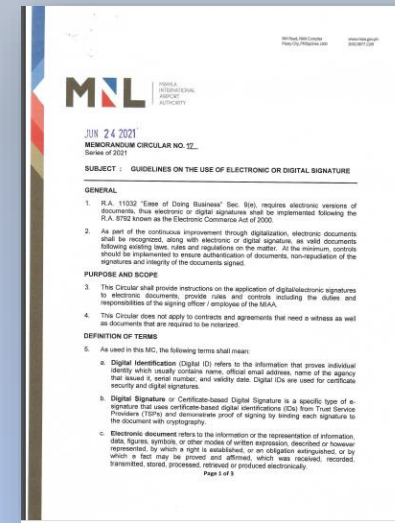 MIA Road, MIAA Complex
Pasay City, Philippines 1300
www.miaa.gov.ph
MNL
MANILA
INTERNATIONAL
AIRPORT
AUTHORITY
JUN 24 2021
MEMORANDUM CIRCULAR NO. 17
Series of 2021
SUBJECT : GUIDELINES ON THE USE OF ELECTRONIC OR DIGITAL SIGNATURE
GENERAL
1. R.A. 11032 "Ease of Doing Business" Sec. 9(e), requires electronic versions of
documents, thus electronic or digital signatures shall be implemented following the
R.A. 8792 known as the Electronic Commerce Act of 2000.
2. As part of the continuous improvement through digitalization, electronic documents
shall be recognized, along with electronic or digital signature, as valid documents
following existing laws, rules and regulations on the matter. At the minimum, controls
should be implemented to ensure authentication of documents, non-repudiation of the
signatures and integrity of the documents signed.
PURPOSE AND SCOPE
3. This Circular shall provide instructions on the application of digital/electronic signatures
to electronic documents, provide rules and controls including the duties and
responsibilities of the signing officer / employee of the MIAA.
4. This Circular does not apply to contracts and agreements that need a witness as well
as documents that are required to be notarized.
DEFINITION OF TERMS
5. As used in this MC, the following terms shall mean:
a. Digital Identification (Digital ID) refers to the information that proves individual
identity which usually contains name, official email address, name of the agency
that issued it, serial number, and validity date. Digital IDs are used for certificate
security and digital signatures.
b. Digital Signature or Certificate-based Digital Signature is a specific type of e-
signature that uses certificate-based digital identifications (IDs) from Trust Service
Providers (TSPs) and demonstrate proof of signing by binding each signature to
the document with cryptography.
c. Electronic document refers to the information or the representation of information,
data, figures, symbols, or other modes of written expression, described or however
represented, by which a right is established, or an obligation extinguished, or by
which a fact may be proved and affirmed, which was received, recorded,
transmitted, stored, processed, retrieved or produced electronically.
Page 1 of 5